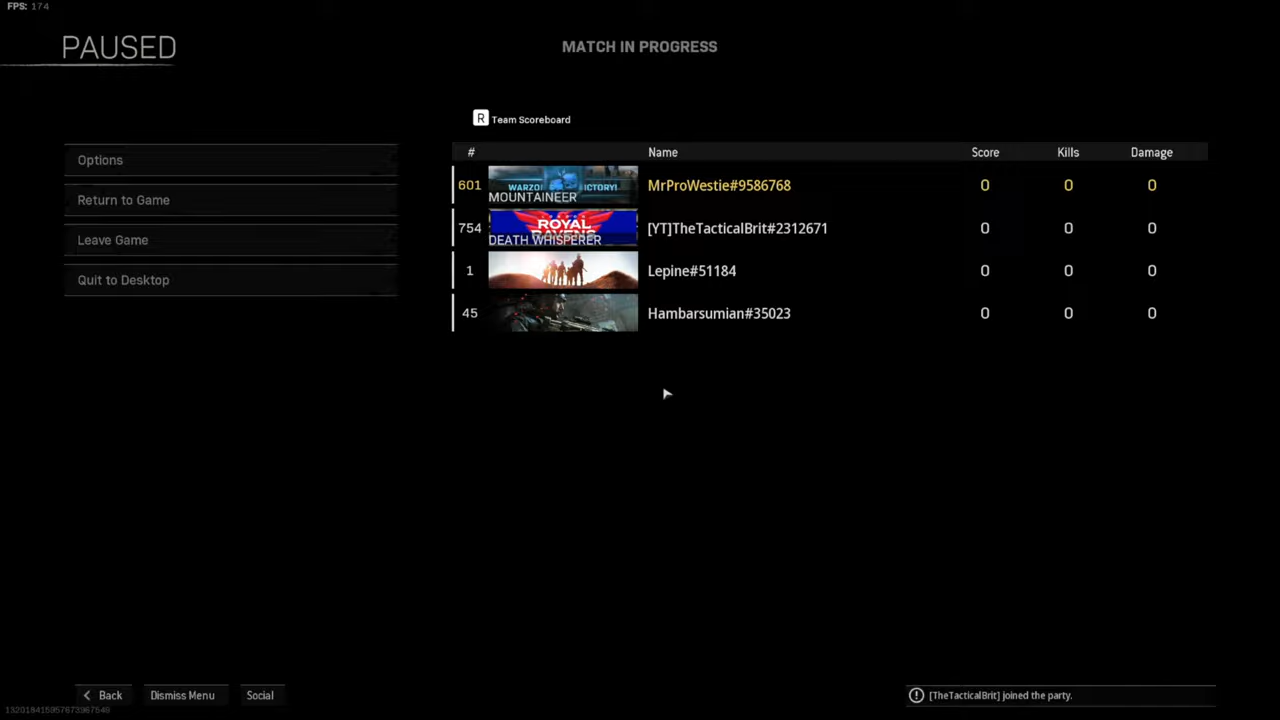 FPS: 174
PAUSED
MATCH IN PROGRESS
R Team Scoreboard
# Name Score Kills Damage
Options
Return to Game
Leave Game
Quit to Desktop
601 MOUNTAINEER MrProWestie#9586768 0 0 0
754 ROYAL DEATH WHISPERER [YT]TheTacticalBrit#2312671 0 0 0
1 Lepine#51184 0 0 0
45 Hambarsumian#35023 0 0 0
Back Dismiss Menu Social
[TheTacticalBrit] joined the party.